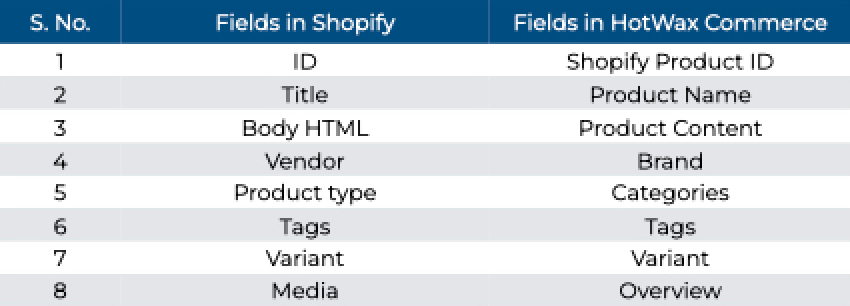 S. No. Fields in Shopify Fields in HotWax Commerce
1 ID Shopify Product ID
2 Title Product Name
3 Body HTML Product Content
4 Vendor Brand
5 Product type Categories
6 Tags Tags
7 Variant Variant
8 Media Overview